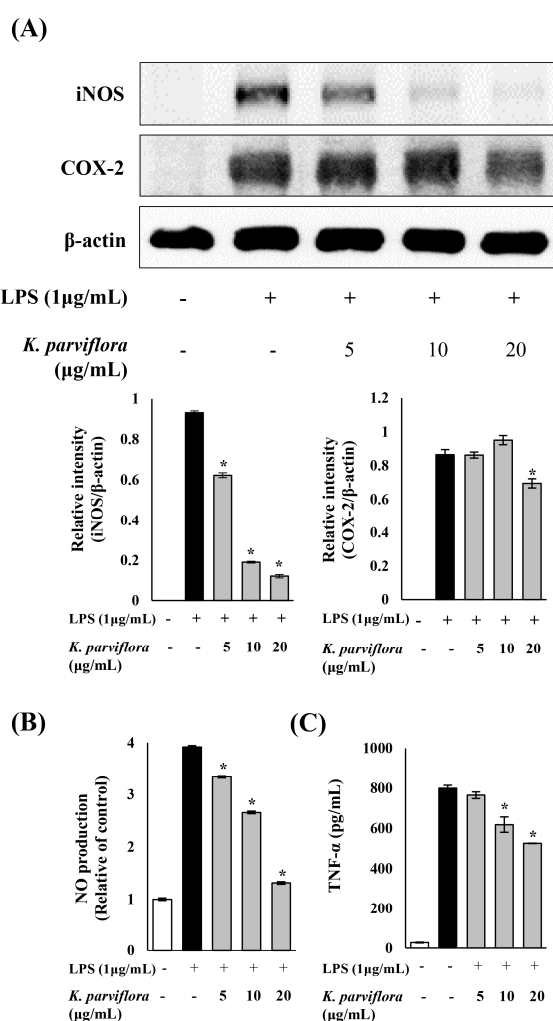 (A)
iNOS
COX-2
β-actin
LPS (1μg/mL) - + + + +
K. parviflora - - 5 10 20
(μg/mL)
Relative intensity
(iNOS/β-actin)
1
0.8
0.6
0.4
0.2
0
* * *
LPS (1μg/mL) - + + + +
K. parviflora - - 5 10 20
(μg/mL)
Relative intensity
(COX-2/β-actin)
1.2
1
0.8
0.6
0.4
0.2
0
*
LPS (1μg/mL) - + + + +
K. parviflora - - 5 10 20
(μg/mL)
(B)
NO production
(Relative of control)
4
3
2
1
0
* * *
LPS (1μg/mL) - + + + +
K. parviflora - - 5 10 20
(μg/mL)
(C)
TNF-α (pg/mL)
1000
800
600
400
200
0
* *
LPS (1μg/mL) - - + + +
K. parviflora - - 5 10 20
(μg/mL)